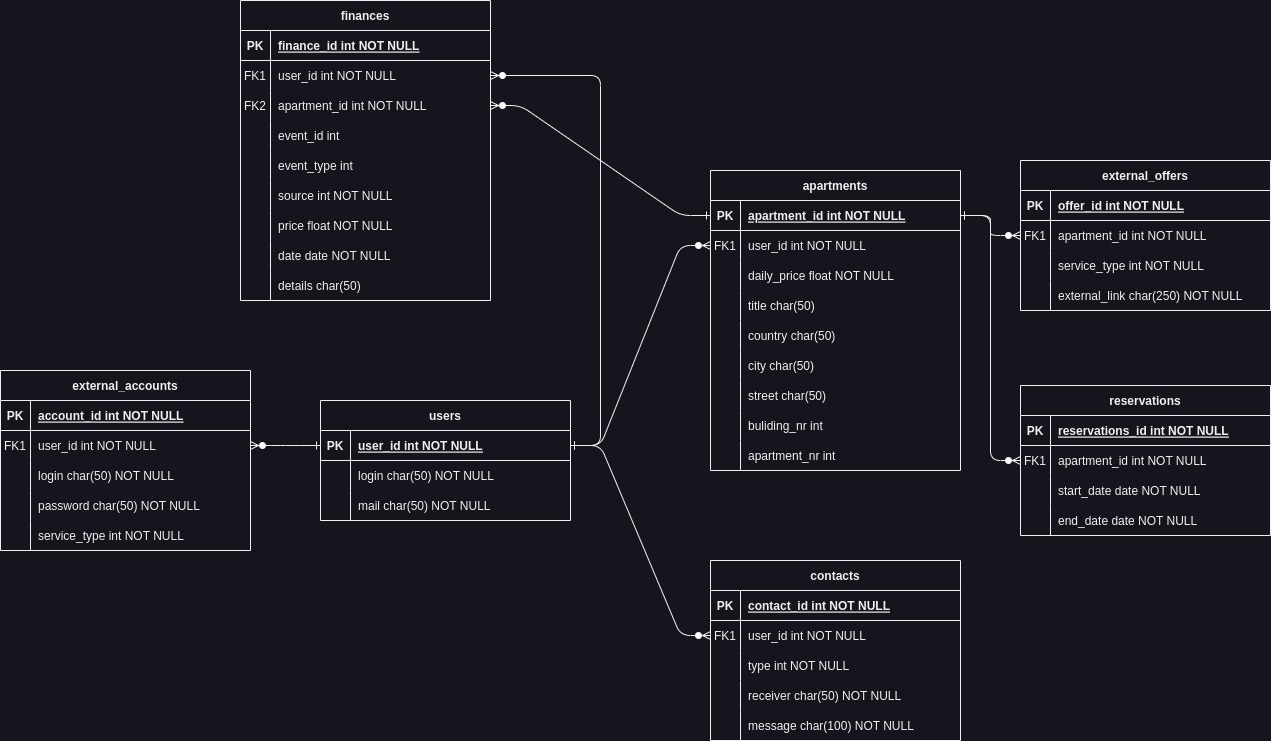 finances
PK finance_id int NOT NULL
FK1 user_id int NOT NULL
FK2 apartment_id int NOT NULL
event_id int
event_type int
source int NOT NULL
price float NOT NULL
date date NOT NULL
details char(50)
apartments
PK apartment_id int NOT NULL
FK1 user_id int NOT NULL
daily_price float NOT NULL
title char(50)
country char(50)
city char(50)
street char(50)
buliding_nr int
apartment_nr int
external_offers
PK offer_id int NOT NULL
FK1 apartment_id int NOT NULL
service_type int NOT NULL
external_link char(250) NOT NULL
external_accounts
PK account_id int NOT NULL
FK1 user_id int NOT NULL
login char(50) NOT NULL
password char(50) NOT NULL
service_type int NOT NULL
users
PK user_id int NOT NULL
login char(50) NOT NULL
mail char(50) NOT NULL
reservations
PK reservations_id int NOT NULL
FK1 apartment_id int NOT NULL
start_date date NOT NULL
end_date date NOT NULL
contacts
PK contact_id int NOT NULL
FK1 user_id int NOT NULL
type int NOT NULL
receiver char(50) NOT NULL
message char(100) NOT NULL